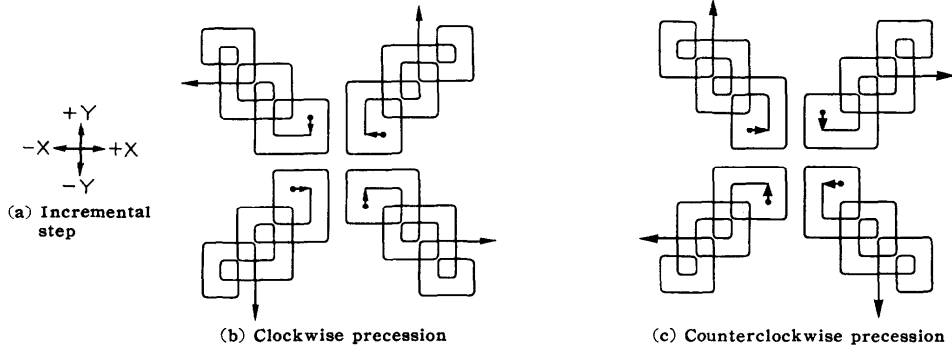 +Y
-X +X
-Y
(a) Incremental
step
(b) Clockwise precession
(c) Counterclockwise precession